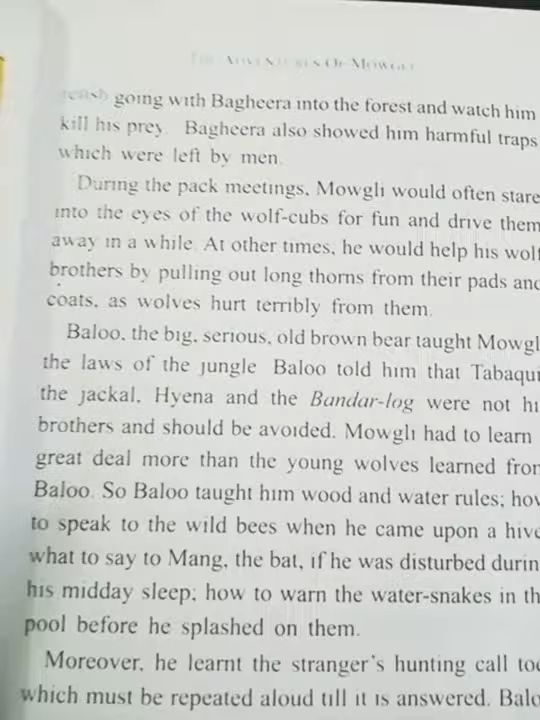 THE ADVENTURES OF MOWGLI
going with Bagheera into the forest and watch him
kill his prey. Bagheera also showed him harmful traps
which were left by men.
During the pack meetings, Mowgli would often stare
into the eyes of the wolf-cubs for fun and drive them
away in a while. At other times, he would help his wolf
brothers by pulling out long thorns from their pads and
coats, as wolves hurt terribly from them.
Baloo, the big, serious, old brown bear taught Mowgl
the laws of the jungle Baloo told him that Tabaqui
the jackal, Hyena and the Bandar-log were not hi
brothers and should be avoided. Mowgli had to learn
great deal more than the young wolves learned from
Baloo. So Baloo taught him wood and water rules; how
to speak to the wild bees when he came upon a hive
what to say to Mang, the bat, if he was disturbed durin
his midday sleep; how to warn the water-snakes in th
pool before he splashed on them.
Moreover, he learnt the stranger's hunting call too
which must be repeated aloud till it is answered. Balo